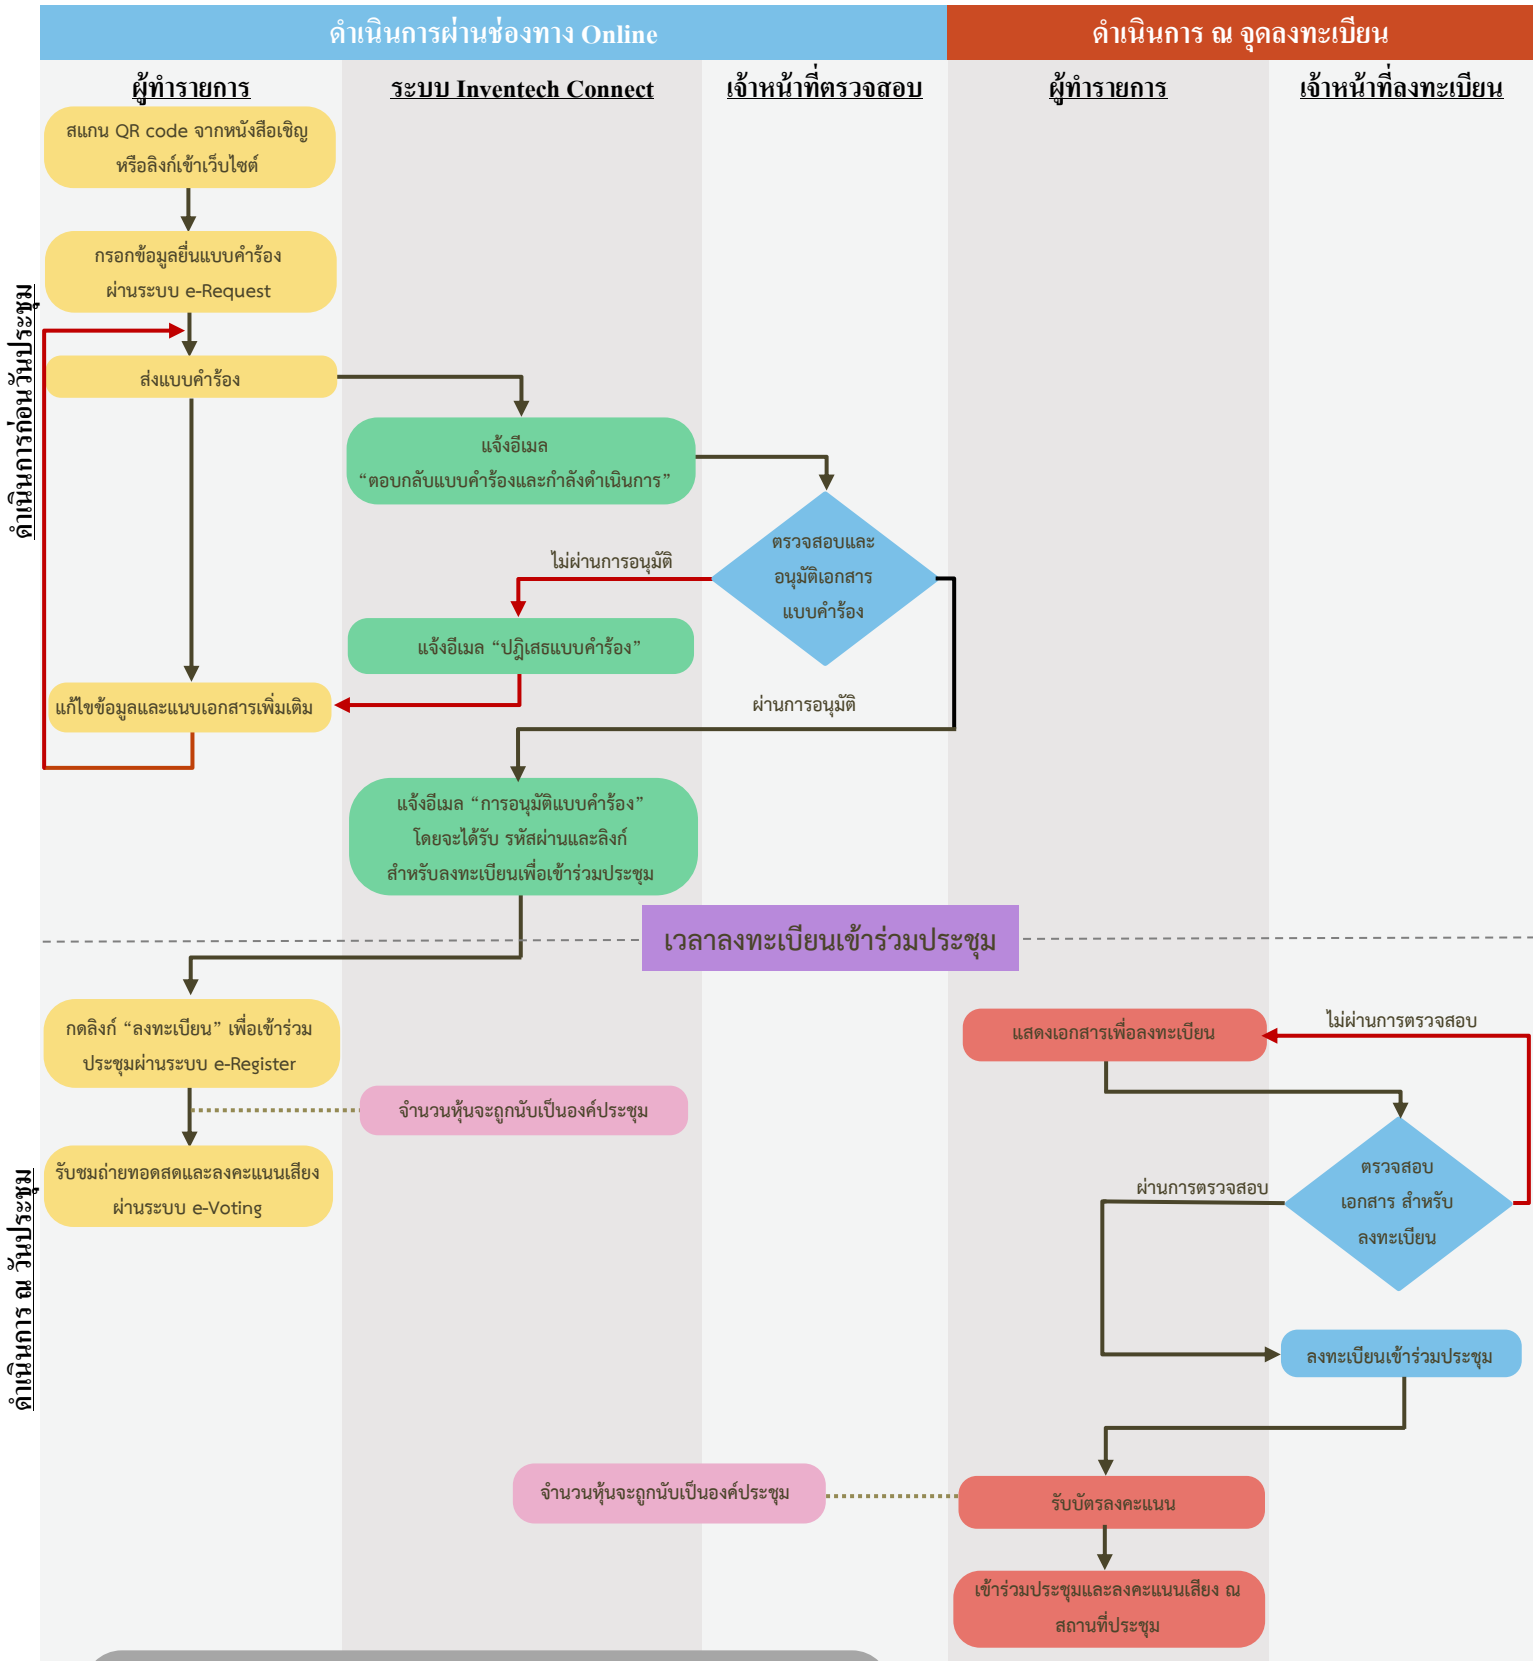 ดำเนินการผ่านช่องทาง Online
ดำเนินการ ณ จุดลงทะเบียน
ผู้ทำรายการ
ระบบ Inventech Connect
เจ้าหน้าที่ตรวจสอบ
ผู้ทำรายการ
เจ้าหน้าที่ลงทะเบียน
ดำเนินการก่อนวันประชุม
สแกน QR code จากหนังสือเชิญ
หรือลิงก์เข้าเว็บไซต์
กรอกข้อมูลยื่นแบบคำร้อง
ผ่านระบบ e-Request
ส่งแบบคำร้อง
แจ้งอีเมล
“ตอบกลับแบบคำร้องและกำลังดำเนินการ”
ตรวจสอบและ
อนุมัติเอกสาร
แบบคำร้อง
ไม่ผ่านการอนุมัติ
แจ้งอีเมล “ปฎิเสธแบบคำร้อง”
แก้ไขข้อมูลและแนบเอกสารเพิ่มเติม
ผ่านการอนุมัติ
แจ้งอีเมล “การอนุมัติแบบคำร้อง”
โดยจะได้รับ รหัสผ่านและลิงก์
สำหรับลงทะเบียนเพื่อเข้าร่วมประชุม
เวลาลงทะเบียนเข้าร่วมประชุม
ดำเนินการ ณ วันประชุม
กดลิงก์ “ลงทะเบียน” เพื่อเข้าร่วม
ประชุมผ่านระบบ e-Register
จำนวนหุ้นจะถูกนับเป็นองค์ประชุม
รับชมถ่ายทอดสดและลงคะแนนเสียง
ผ่านระบบ e-Voting
แสดงเอกสารเพื่อลงทะเบียน
ไม่ผ่านการตรวจสอบ
ตรวจสอบ
เอกสาร สำหรับ
ลงทะเบียน
ผ่านการตรวจสอบ
ลงทะเบียนเข้าร่วมประชุม
จำนวนหุ้นจะถูกนับเป็นองค์ประชุม
รับบัตรลงคะแนน
เข้าร่วมประชุมและลงคะแนนเสียง ณ
สถานที่ประชุม